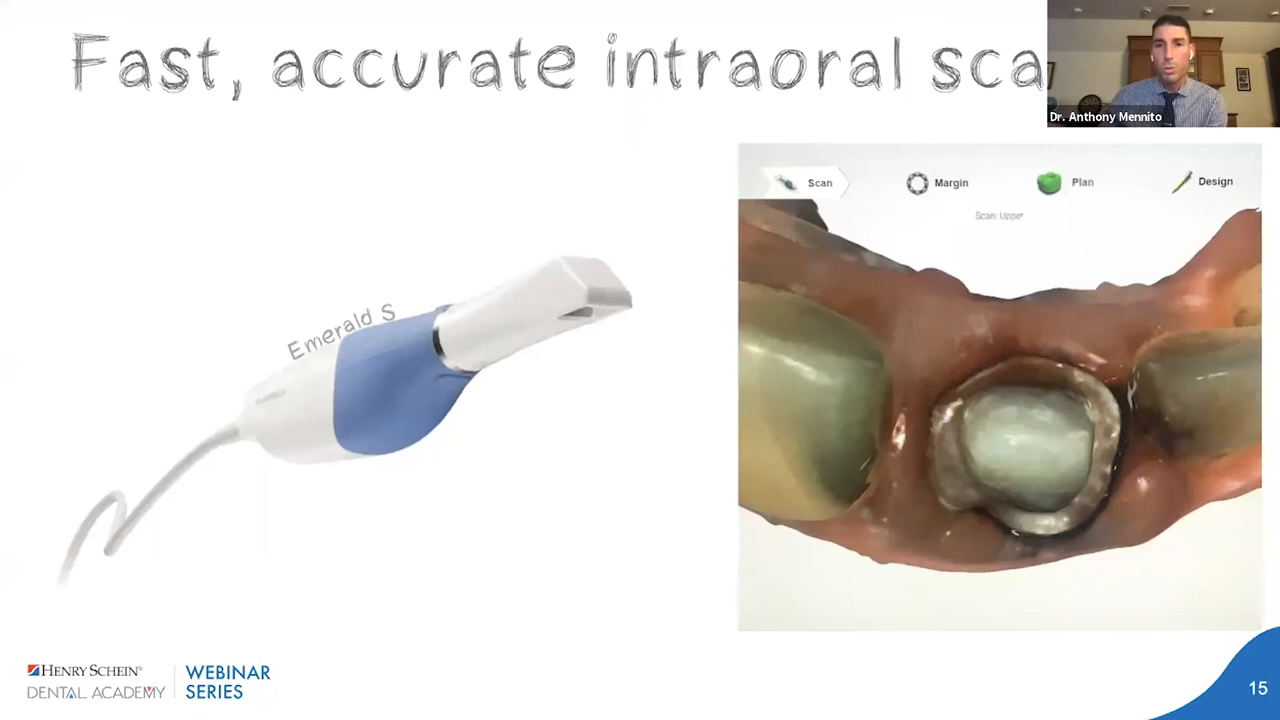 Fast, accurate intraoral sca
Dr. Anthony Mennito
Scan
Margin
Plan
Design
Scan: Upper
Emerald S
HENRY SCHEIN®
DENTAL ACADEMY
WEBINAR
SERIES
15